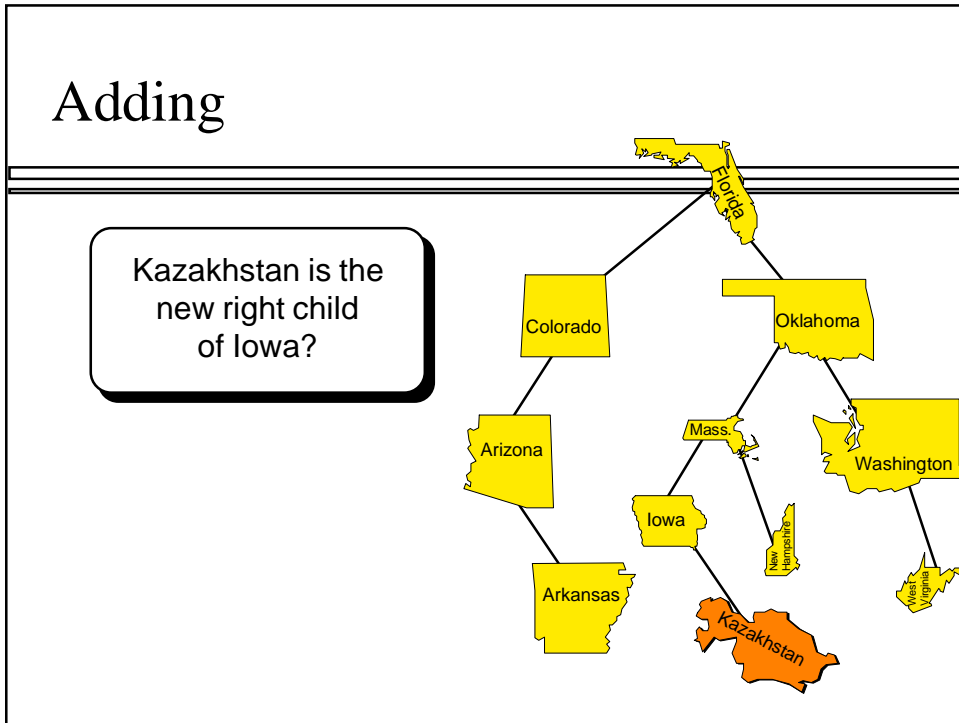 Adding
Florida
Kazakhstan is the
new right child
of Iowa?
Colorado
Oklahoma
Mass.
Arizona
Washington
Iowa
New
Hampshire
West
Virginia
Arkansas
Kazakhstan